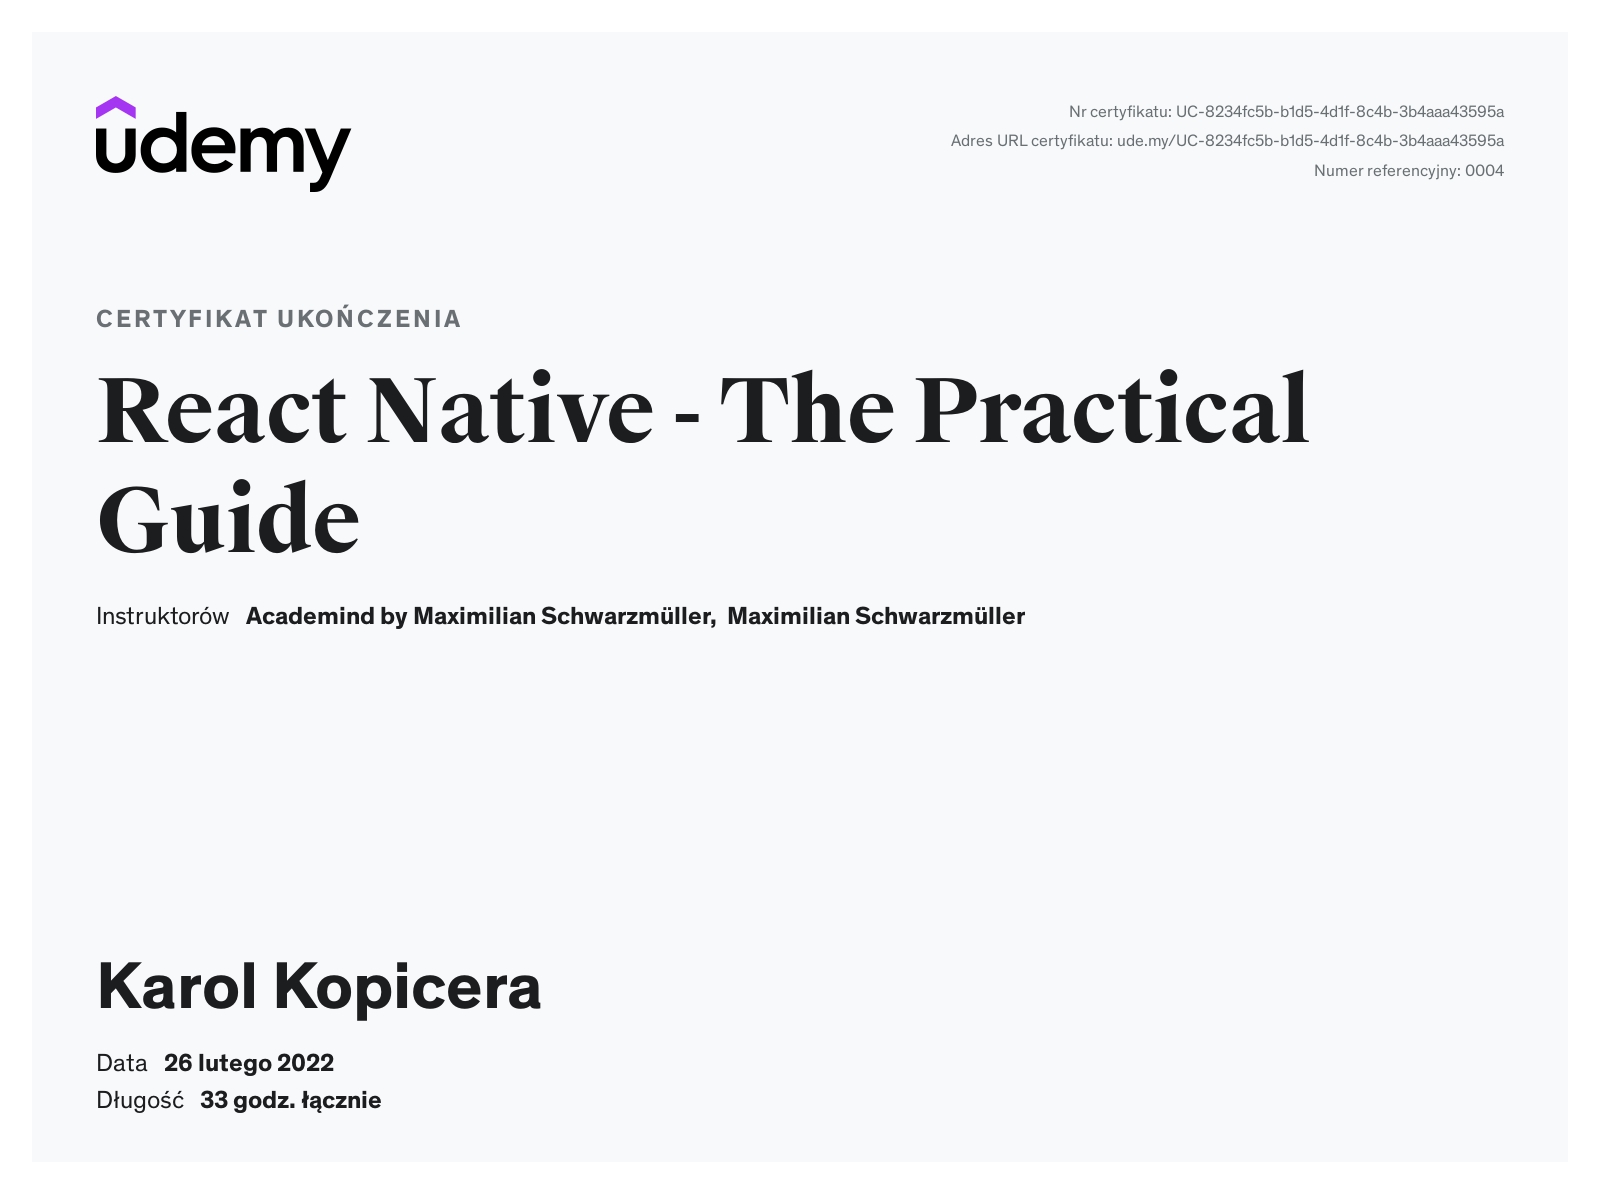 udemy
Nr certyfikatu: UC-8234fc5b-b1d5-4d1f-8c4b-3b4aaa43595a
Adres URL certyfikatu: ude.my/UC-8234fc5b-b1d5-4d1f-8c4b-3b4aaa43595a
Numer referencyjny: 0004
CERTYFIKAT UKOŃCZENIA
React Native - The Practical
Guide
Instruktorów Academind by Maximilian Schwarzmüller, Maximilian Schwarzmüller
Karol Kopicera
Data 26 lutego 2022
Długość 33 godz. łącznie